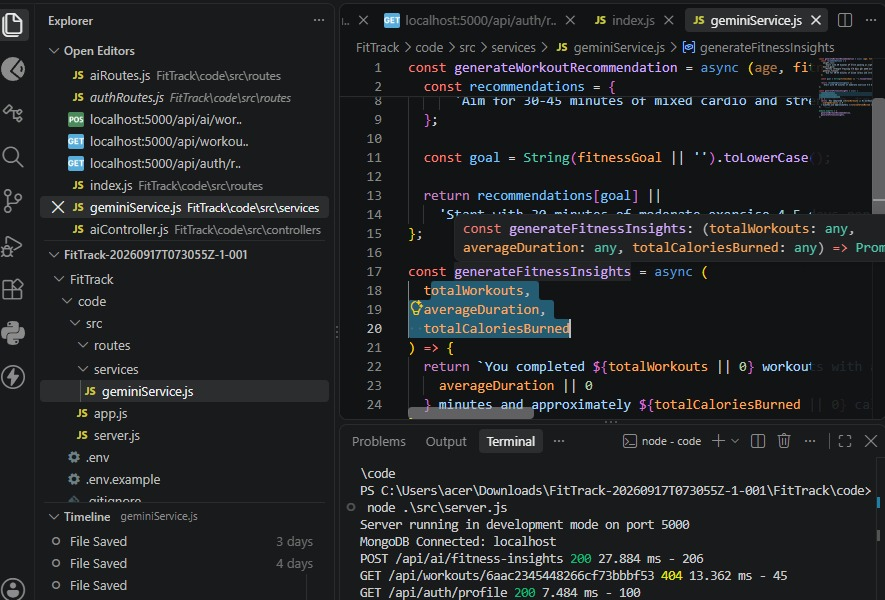 Explorer
Open Editors
JS aiRoutes.js FitTrack\code\src\routes
JS authRoutes.js FitTrack\code\src\routes
POS localhost:5000/api/ai/wor..
GET localhost:5000/api/workou..
GET localhost:5000/api/auth/r..
JS index.js FitTrack\code\src\routes
JS geminiService.js FitTrack\code\src\services
JS aiController.js FitTrack\code\src\controllers
FitTrack-20260917T073055Z-1-001
FitTrack
code
src
routes
services
JS geminiService.js
JS app.js
JS server.js
.env
.env.example
.gitignore
Timeline geminiService.js
File Saved 3 days
File Saved 4 days
File Saved
GET localhost:5000/api/auth/r.. JS index.js JS geminiService.js
FitTrack > code > src > services > JS geminiService.js > generateFitnessInsights
1 const generateWorkoutRecommendation = async (age, fit
2 const recommendations = {
8 `Aim for 30-45 minutes of mixed cardio and stre
9 };
10
11 const goal = String(fitnessGoal || '').toLowerCase();
12
13 return recommendations[goal] ||
14
15 };
const generateFitnessInsights: (totalWorkouts: any,
averageDuration: any, totalCaloriesBurned: any) => Prom
16
17 const generateFitnessInsights = async (
18 totalWorkouts,
19 averageDuration,
20 totalCaloriesBurned
21 ) => {
22 return `You completed ${totalWorkouts || 0} workouts with
23 averageDuration || 0
24 } minutes and approximately ${totalCaloriesBurned || 0} ca
Problems Output Terminal node - code
\code
PS C:\Users\acer\Downloads\FitTrack-20260917T073055Z-1-001\FitTrack\code>
node .\src\server.js
Server running in development mode on port 5000
MongoDB Connected: localhost
POST /api/ai/fitness-insights 200 27.884 ms - 206
GET /api/workouts/6aac2345448266cf73bbbf53 404 13.362 ms - 45
GET /api/auth/profile 200 7.484 ms - 100